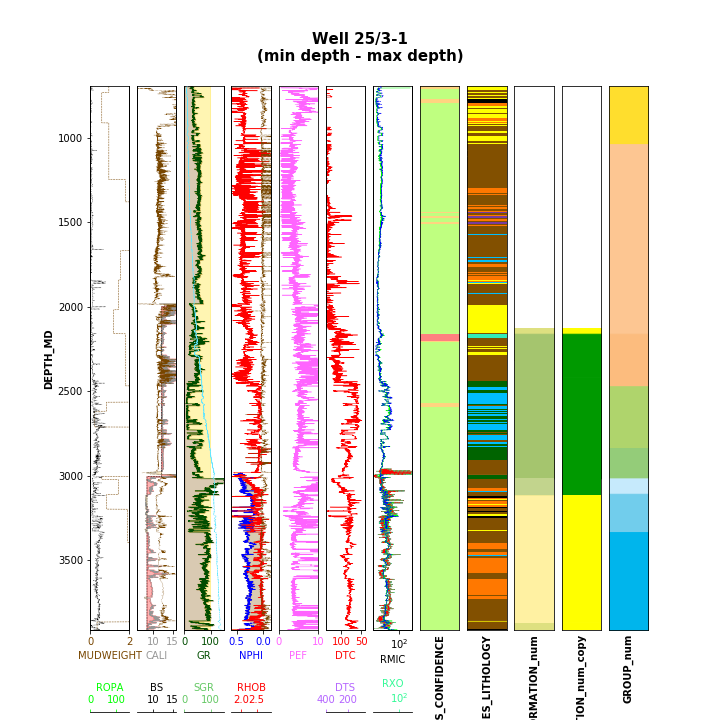 Well 25/3-1
(min depth - max depth)
DEPTH_MD
1000
1500
2000
2500
3000
3500
0 2
10 15
0 100
0.5 0.0
0 10
100 50
10²
MUDWEIGHT
CALI
GR
NPHI
PEF
DTC
RMIC
ROPA
BS
SGR
RHOB
DTS
RXO
0 100
10 15
0 100
2.02.5
400 200
10²
S_CONFIDENCE
ES_LITHOLOGY
RMATION_num
TION_num_copy
GROUP_num